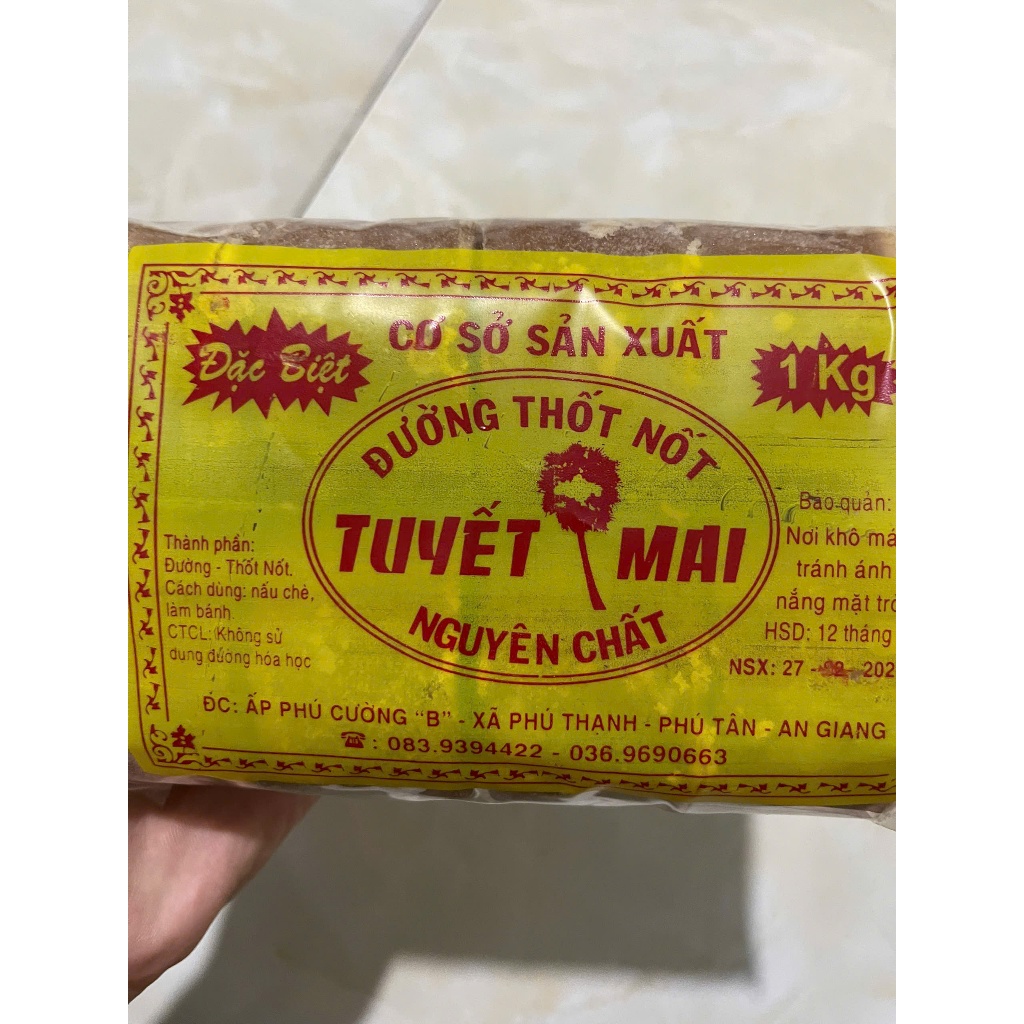 CƠ SỞ SẢN XUẤT
Đặc Biệt
1 Kg
ĐƯỜNG THỐT NỐT
TUYẾT MAI
NGUYÊN CHẤT
Thành phần:
Đường - Thốt Nốt.
Cách dùng: nấu chè,
làm bánh
CTCL: Không sử
dụng đường hóa học
Bảo quản:
Nơi khô
tránh ánh
nắng mặt
HSD: 12 tháng
NSX: 27 -
ĐC: ẤP PHÚ CƯỜNG "B" - XÃ PHÚ THẠNH - PHÚ TÂN - AN GIANG
☎: 083.9394422 - 036.9690663